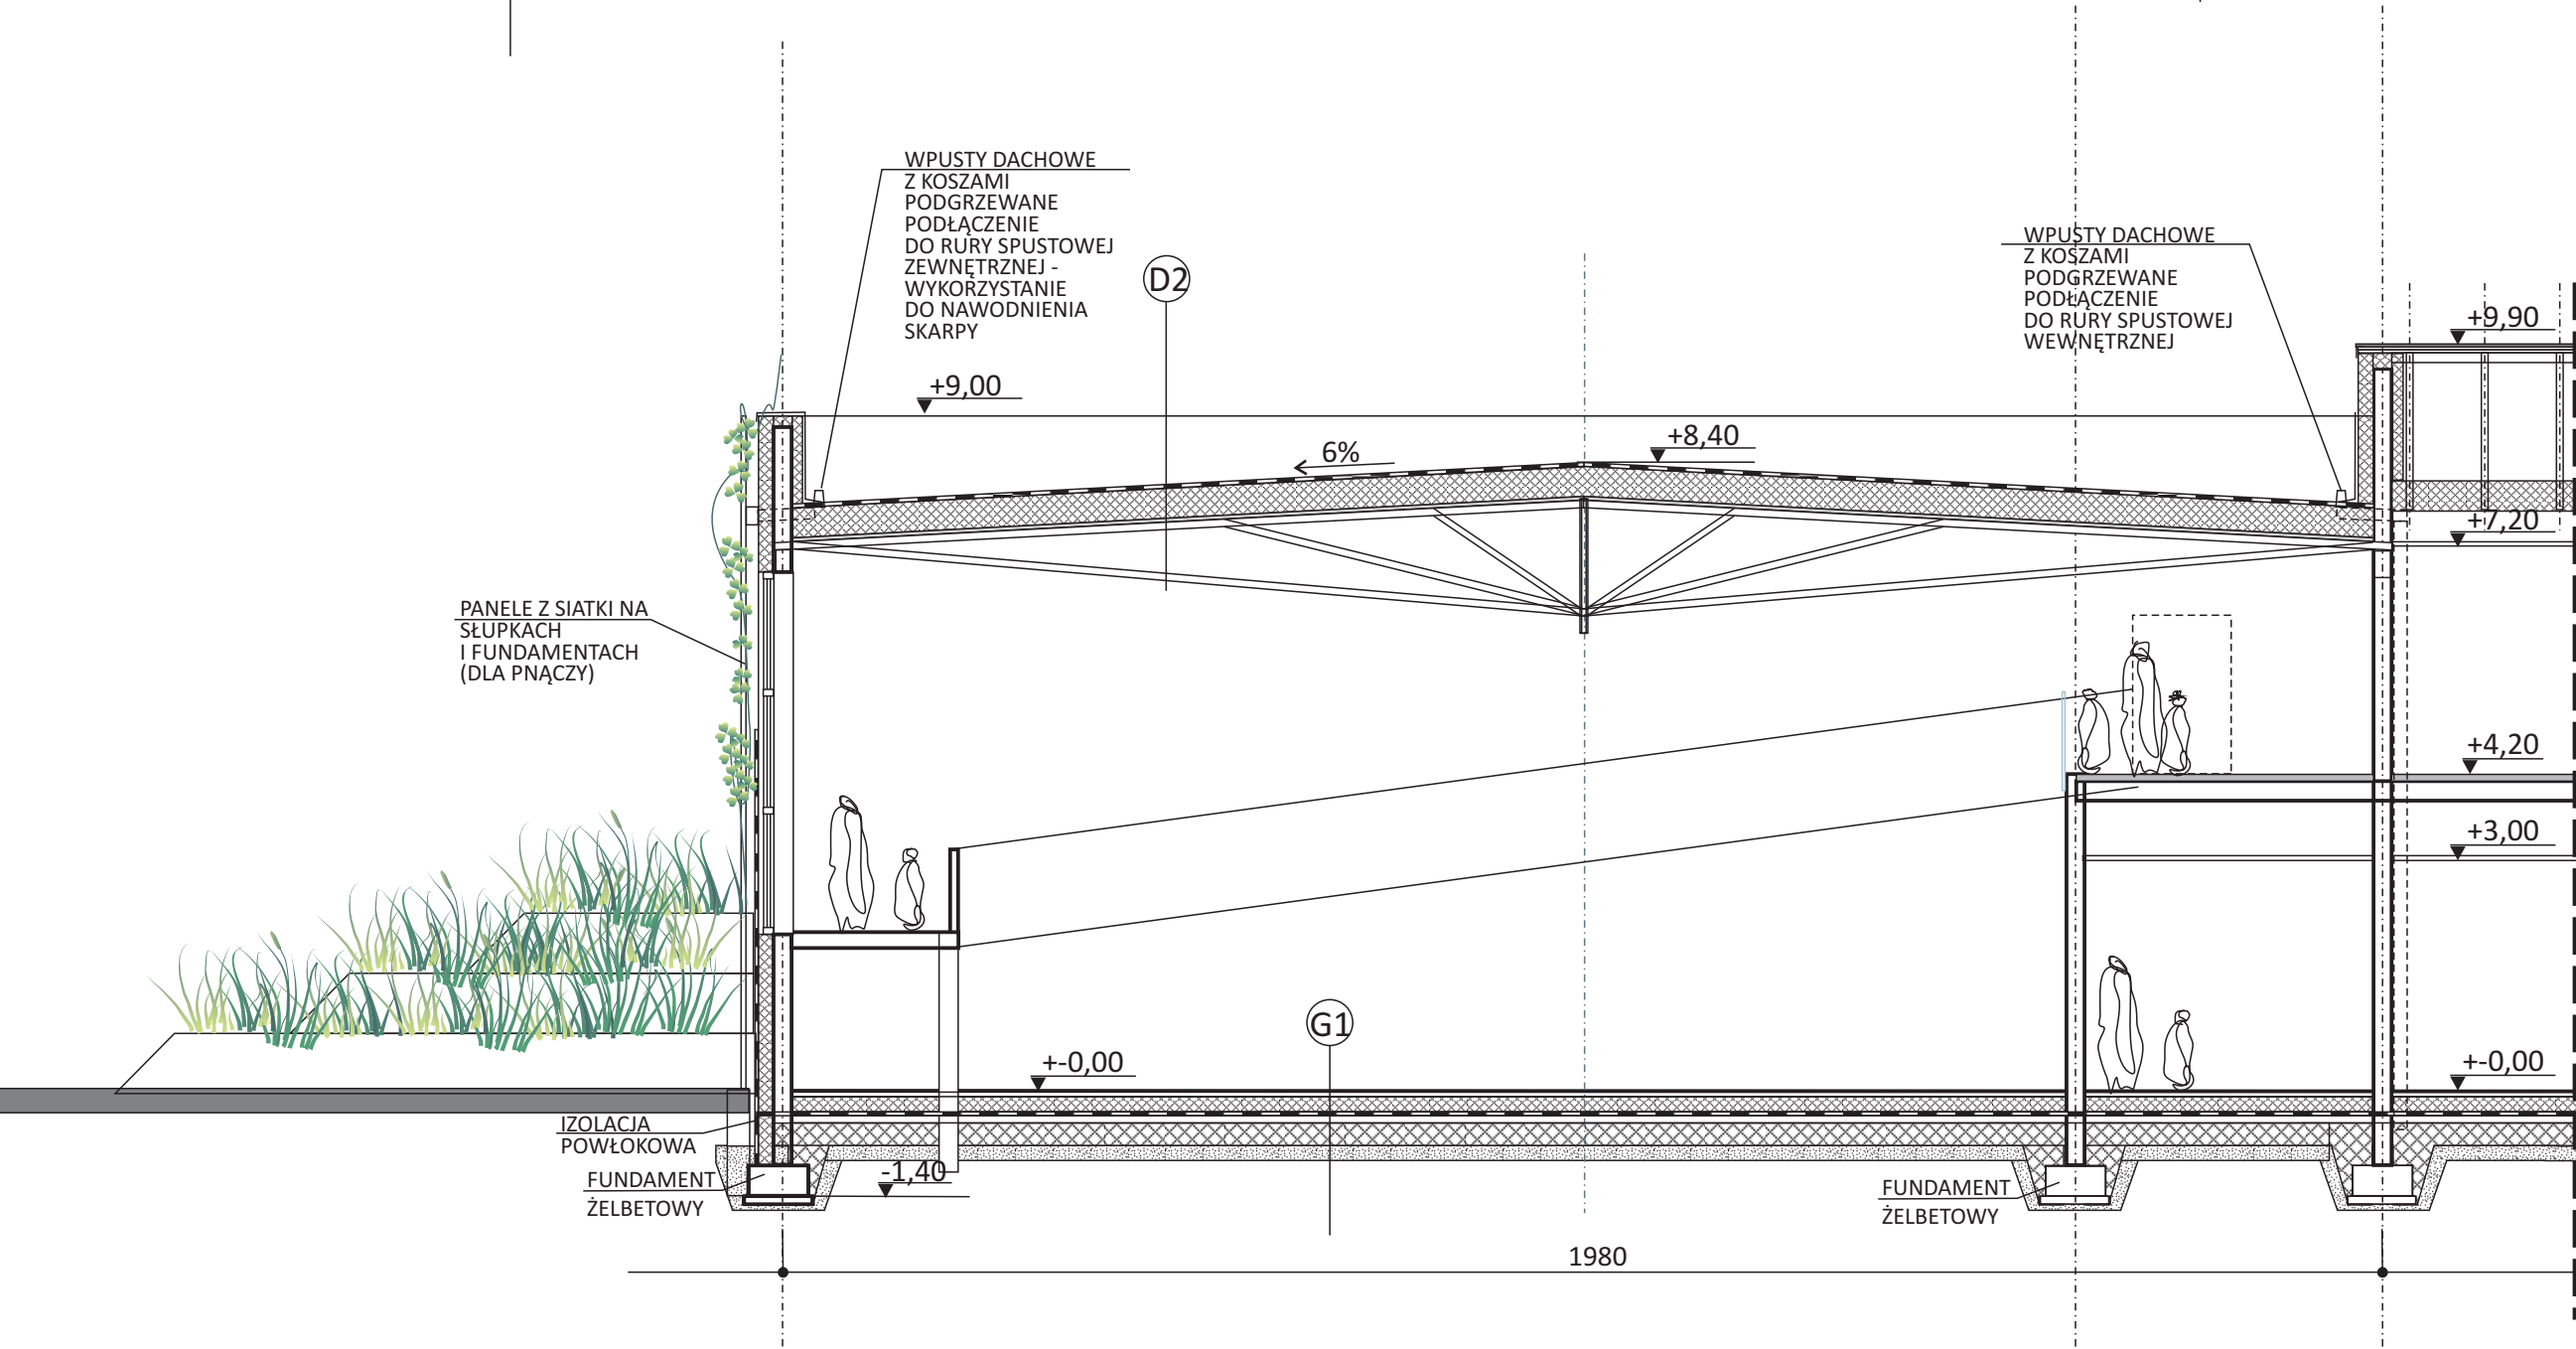 WPUSTY DACHOWE
Z KOSZAMI
PODGRZEWANE
PODŁĄCZENIE
DO RURY SPUSTOWEJ
ZEWNĘTRZNEJ -
WYKORZYSTANIE
DO NAWODNIENIA
SKARPY
D2
WPUSTY DACHOWE
Z KOSZAMI
PODGRZEWANE
PODŁĄCZENIE
DO RURY SPUSTOWEJ
WEWNĘTRZNEJ
+9,90
+9,00
6%
+8,40
+7,20
PANELE Z SIATKI NA
SŁUPKACH
I FUNDAMENTACH
(DLA PNĄCZY)
+4,20
+3,00
G1
+-0,00
+-0,00
IZOLACJA
POWŁOKOWA
FUNDAMENT
ŻELBETOWY
-1,40
FUNDAMENT
ŻELBETOWY
1980